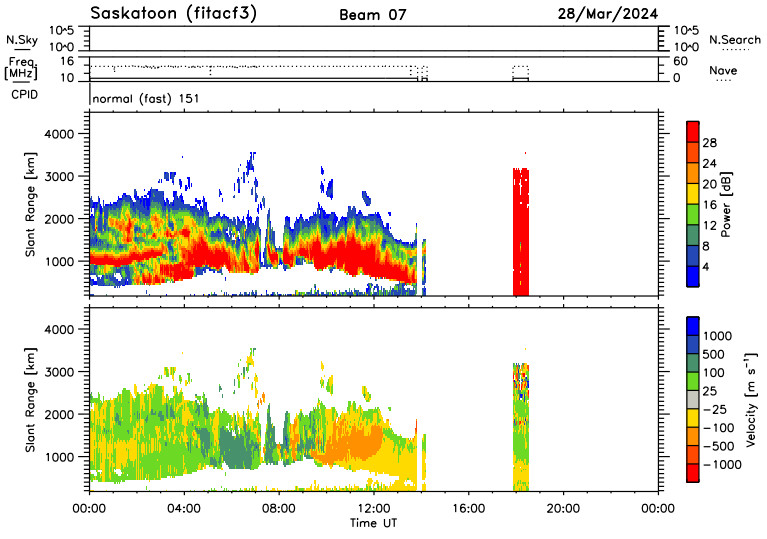 Saskatoon (fitacf3) Beam 07 28/Mar/2024
N.Sky 10^5 10^0 10^5 10^0 N.Search
Freq. [MHz] 16 10 60 0 Nave
CPID normal (fast) 151
Slant Range [km]
4000
3000
2000
1000
Power [dB]
28
24
20
16
12
8
4
Slant Range [km]
4000
3000
2000
1000
Velocity [m s⁻¹]
1000
500
100
25
−25
−100
−500
−1000
00:00 04:00 08:00 12:00 16:00 20:00 00:00
Time UT